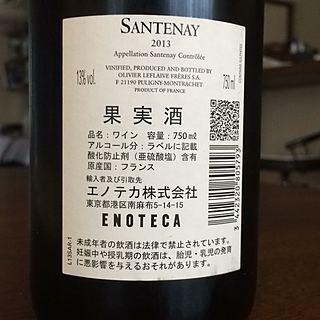 SANTENAY
2013
Appellation Santenay Contrôlée
VINIFIED, PRODUCED AND BOTTLED BY
OLIVIER LEFLAIVE FRÈRES S.A.
F 21190 PULIGNY-MONTRACHET
PRODUCT OF FRANCE
13% vol.
750 ml
果実酒
品名：ワイン 容量：750㎖
アルコール分：ラベルに記載
酸化防止剤（亜硫酸塩）含有
原産国：フランス
輸入者及び引取先
エノテカ株式会社
東京都港区南麻布5-14-15
ENOTECA
未成年者の飲酒は法律で禁止されています。
妊娠中や授乳期の飲酒は、胎児・乳児の発育
に悪影響を与えるおそれがあります。
L13SAR-1